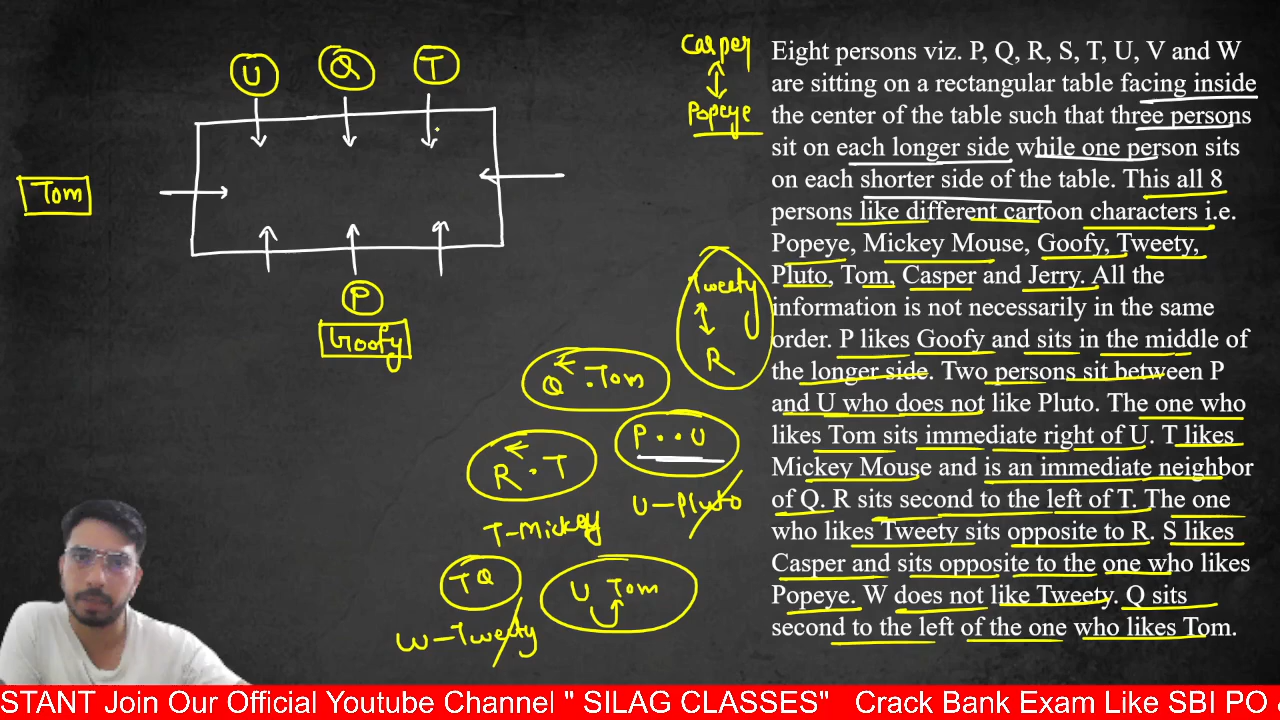 U Q T
Tom
P
Goofy
Casper
Popeye
Tweety
R
Q . Tom
P . . U
R . T
U - Pluto
T - Mickey
T Q
U Tom
W - Tweety
Eight persons viz. P, Q, R, S, T, U, V and W
are sitting on a rectangular table facing inside
the center of the table such that three persons
sit on each longer side while one person sits
on each shorter side of the table. This all 8
persons like different cartoon characters i.e.
Popeye, Mickey Mouse, Goofy, Tweety,
Pluto, Tom, Casper and Jerry. All the
information is not necessarily in the same
order. P likes Goofy and sits in the middle of
the longer side. Two persons sit between P
and U who does not like Pluto. The one who
likes Tom sits immediate right of U. T likes
Mickey Mouse and is an immediate neighbor
of Q. R sits second to the left of T. The one
who likes Tweety sits opposite to R. S likes
Casper and sits opposite to the one who likes
Popeye. W does not like Tweety. Q sits
second to the left of the one who likes Tom.
STANT Join Our Official Youtube Channel " SILAG CLASSES" Crack Bank Exam Like SBI PO